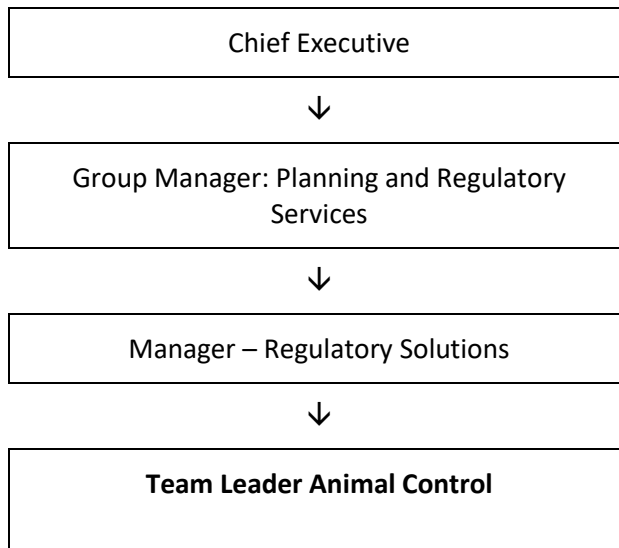 Chief Executive
↓
Group Manager: Planning and Regulatory
Services
↓
Manager – Regulatory Solutions
↓
Team Leader Animal Control